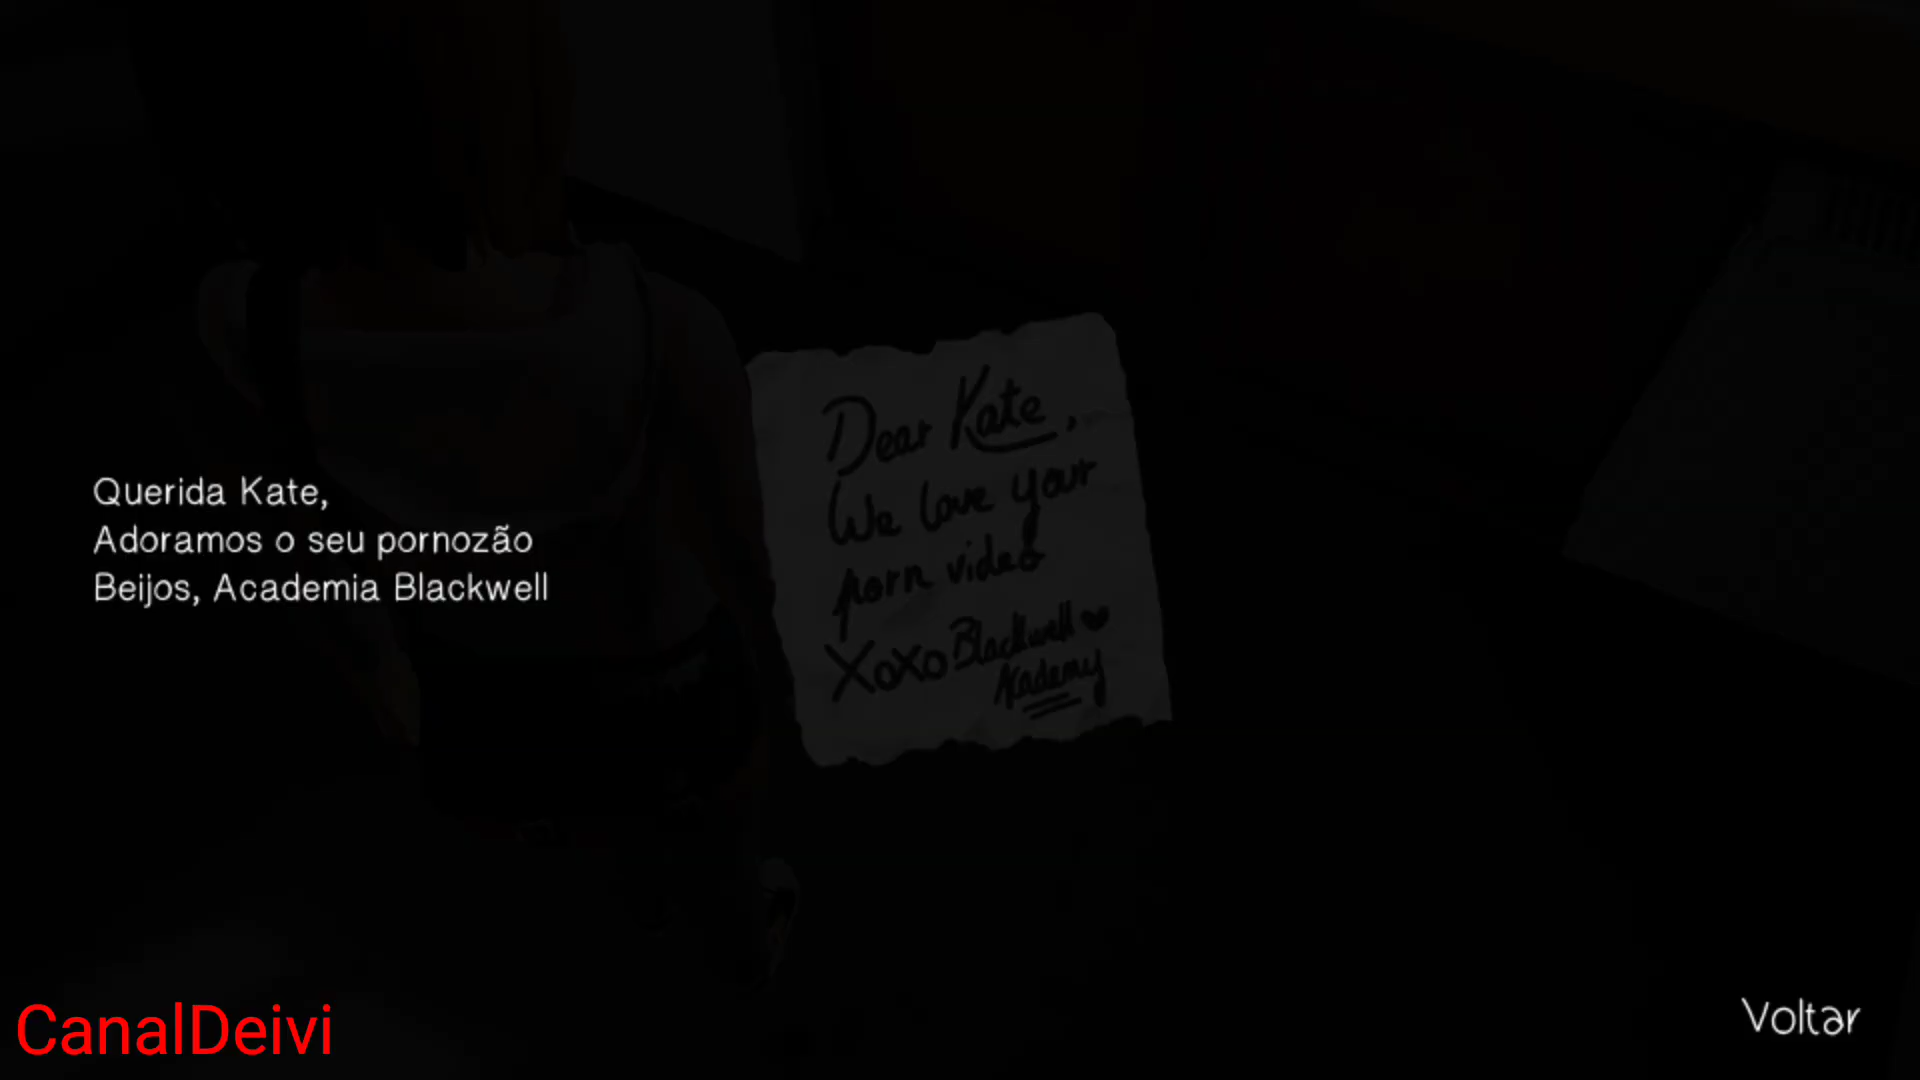 Querida Kate,
Adoramos o seu pornozão
Beijos, Academia Blackwell
Dear Kate,
We love your
porn video
XoXo Blackwell
Academy
CanalDeivi
Voltar